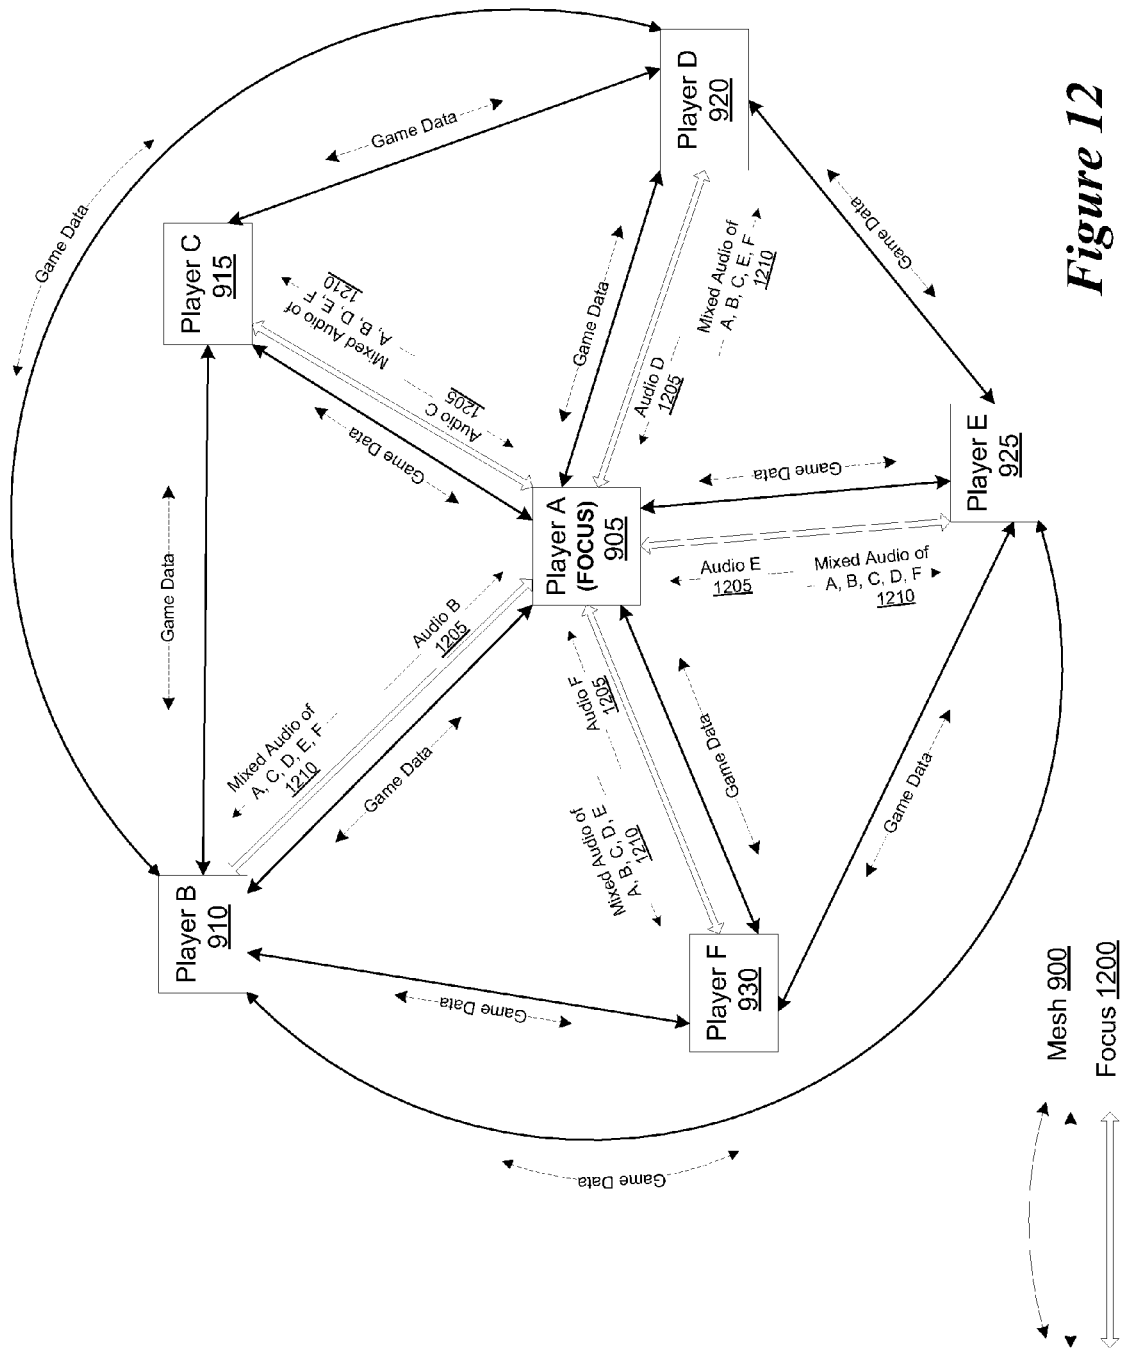 Game Data
Player C
915
Game Data
Player D
920
Game Data
Mixed Audio of
A, B, D, E, F
1210
Audio C
1205
Game Data
Game Data
Audio D
1205
Mixed Audio of
A, B, C, E, F
1210
Game Data
Player B
910
Mixed Audio of
A, C, D, E, F
1210
Audio B
1205
Game Data
Player A
(FOCUS)
905
Game Data
Audio E
1205
Mixed Audio of
A, B, C, D, F
1210
Player E
925
Audio F
1205
Mixed Audio of
A, B, C, D, E
1210
Game Data
Game Data
Player F
930
Game Data
Game Data
Mesh 900
Focus 1200
Figure 12